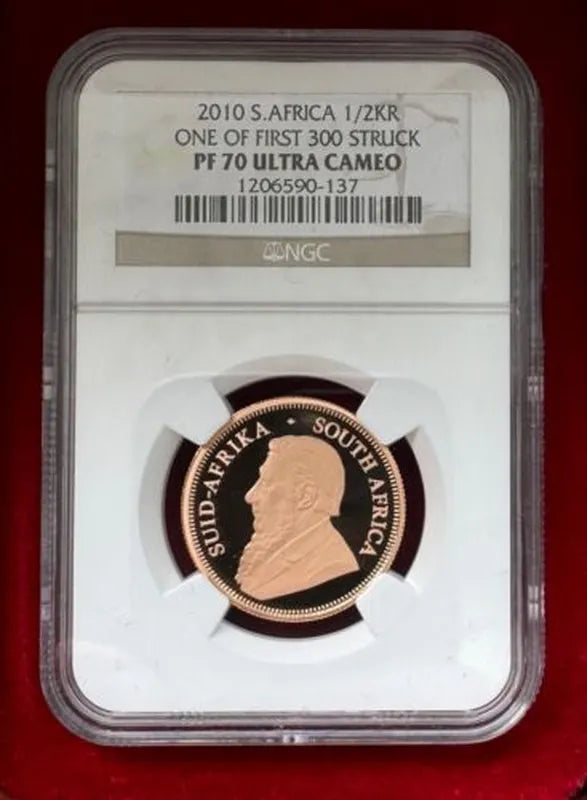 2010 S.AFRICA 1/2KR
ONE OF FIRST 300 STRUCK
PF 70 ULTRA CAMEO
1206590-137
NGC
SUID-AFRIKA • SOUTH AFRICA